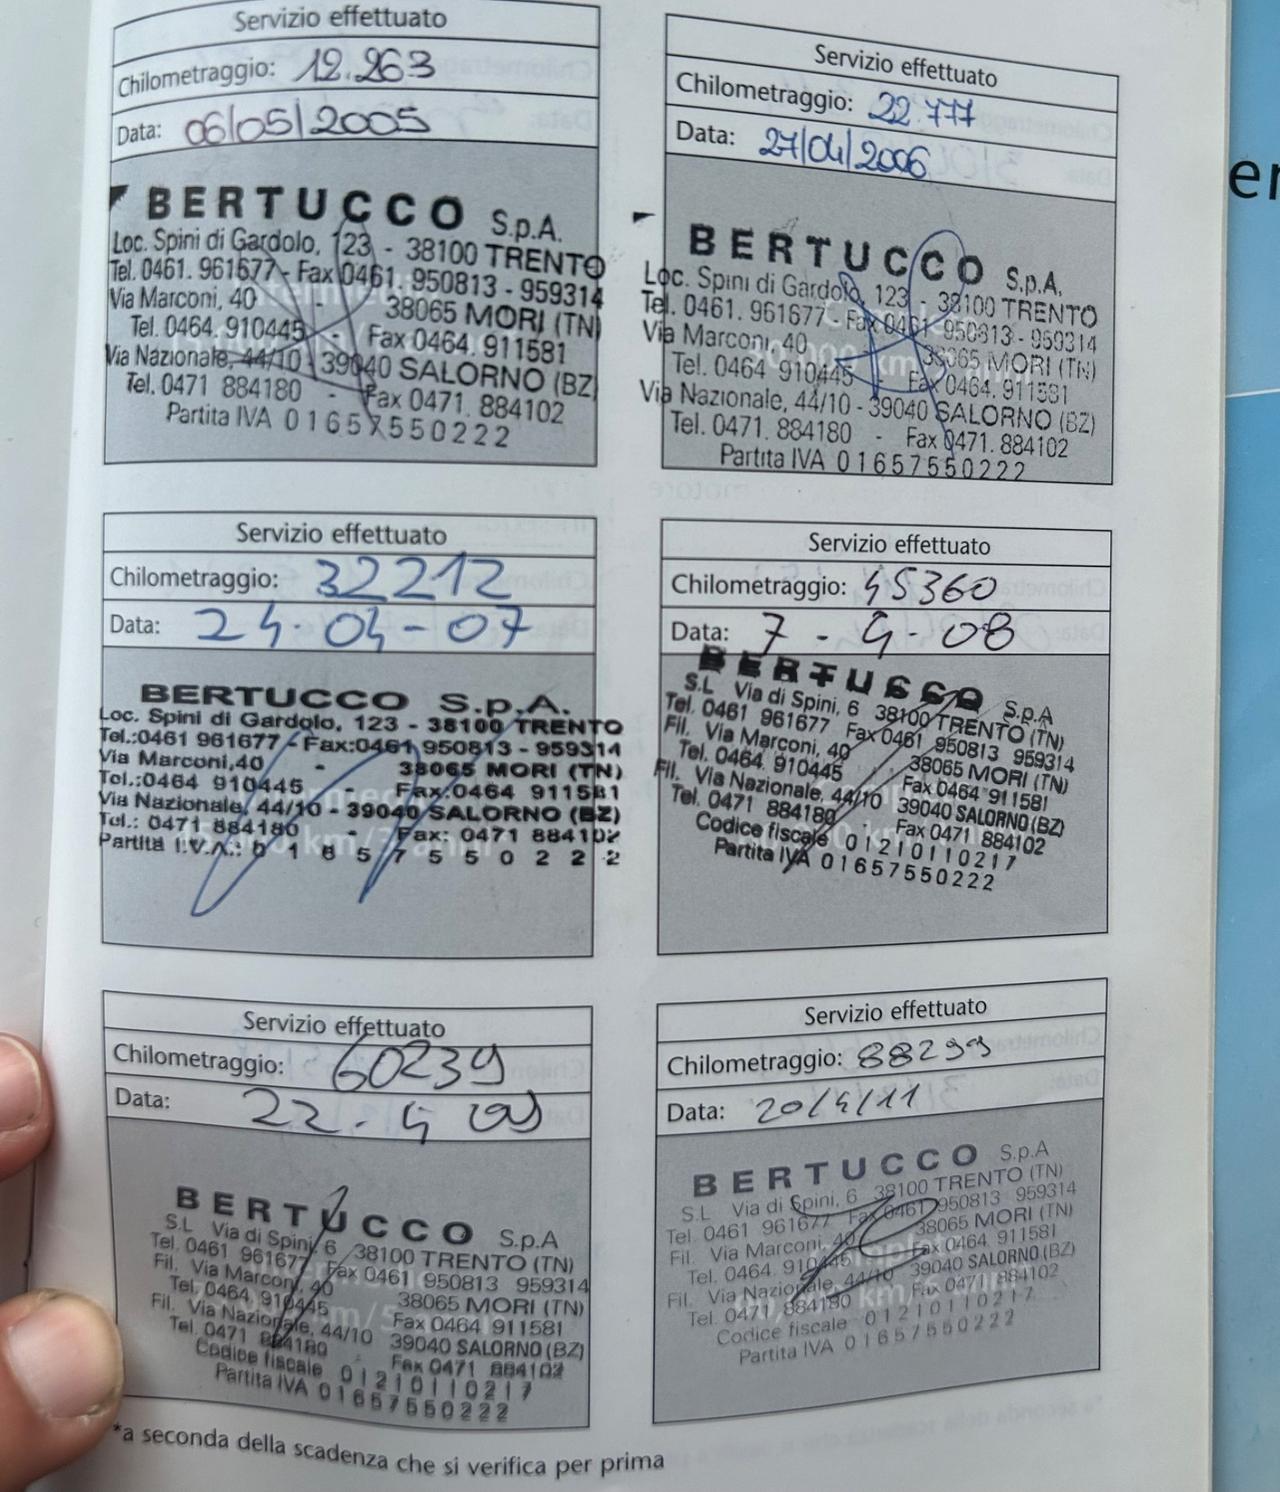 Servizio effettuato
Chilometraggio: 12.263
Data: 06/05/2005
BERTUCCO S.p.A.
Loc. Spini di Gardolo, 123 - 38100 TRENTO
Tel. 0461. 961677 - Fax 0461. 950813 - 959314
Via Marconi, 40 - 38065 MORI (TN)
Tel. 0464. 910445 Fax 0464. 911581
Via Nazionale, 44/10 39040 SALORNO (BZ)
Tel. 0471 884180 - Fax 0471. 884102
Partita IVA 01657550222
Servizio effettuato
Chilometraggio: 22.777
Data: 27/04/2006
BERTUCCO S.p.A.
Loc. Spini di Gardolo, 123 - 38100 TRENTO
Tel. 0461. 961677 - Fax 0461 950813 - 959314
Via Marconi, 40 38065 MORI (TN)
Tel. 0464 910445 - Fax 0464. 911581
Via Nazionale, 44/10 - 39040 SALORNO (BZ)
Tel. 0471. 884180 - Fax 0471. 884102
Partita IVA 01657550222
Servizio effettuato
Chilometraggio: 32212
Data: 24-04-07
BERTUCCO S.p.A.
Loc. Spini di Gardolo, 123 - 38100 TRENTO
Tel.:0461 961677 - Fax:0461 950813 - 959314
Via Marconi,40 - 38065 MORI (TN)
Tel.:0464 910445 - Fax:0464 911581
Via Nazionale, 44/10 - 39040 SALORNO (BZ)
Tel.: 0471 884180 - Fax: 0471 884102
Partita I.V.A.: 0 1 6 5 7 5 5 0 2 2 2
Servizio effettuato
Chilometraggio: 45360
Data: 7-4-08
BERTUCCO S.p.A
S.L Via di Spini, 6 38100 TRENTO (TN)
Tel. 0461 961677 Fax 0461 950813 959314
Fil. Via Marconi, 40 38065 MORI (TN)
Tel. 0464. 910445 Fax 0464 911581
Fil. Via Nazionale, 44/10 39040 SALORNO (BZ)
Tel. 0471 884180 - Fax 0471 884102
Codice fiscale 01210110217
Partita IVA 01657550222
Servizio effettuato
Chilometraggio: 60239
Data: 22-4 09
BERTUCCO S.p.A
S.L Via di Spini, 6 38100 TRENTO (TN)
Tel. 0461 961677 Fax 0461 950813 959314
Fil. Via Marconi, 40 38065 MORI (TN)
Tel. 0464 910445 Fax 0464 911581
Fil. Via Nazionale, 44/10 39040 SALORNO (BZ)
Tel. 0471 884180 - Fax 0471 884102
Codice fiscale 01210110217
Partita IVA 01657550222
Servizio effettuato
Chilometraggio: 88299
Data: 20/4/11
BERTUCCO S.p.A
S.L Via di Spini, 6 38100 TRENTO (TN)
Tel. 0461 961677 Fax 0461 950813 959314
Fil. Via Marconi, 40 38065 MORI (TN)
Tel. 0464. 910445 Fax 0464. 911581
Fil. Via Nazionale, 44/10 39040 SALORNO (BZ)
Tel. 0471 884180 Fax 0471 884102
Codice fiscale 01210110217
Partita IVA 01657550222
*a seconda della scadenza che si verifica per prima